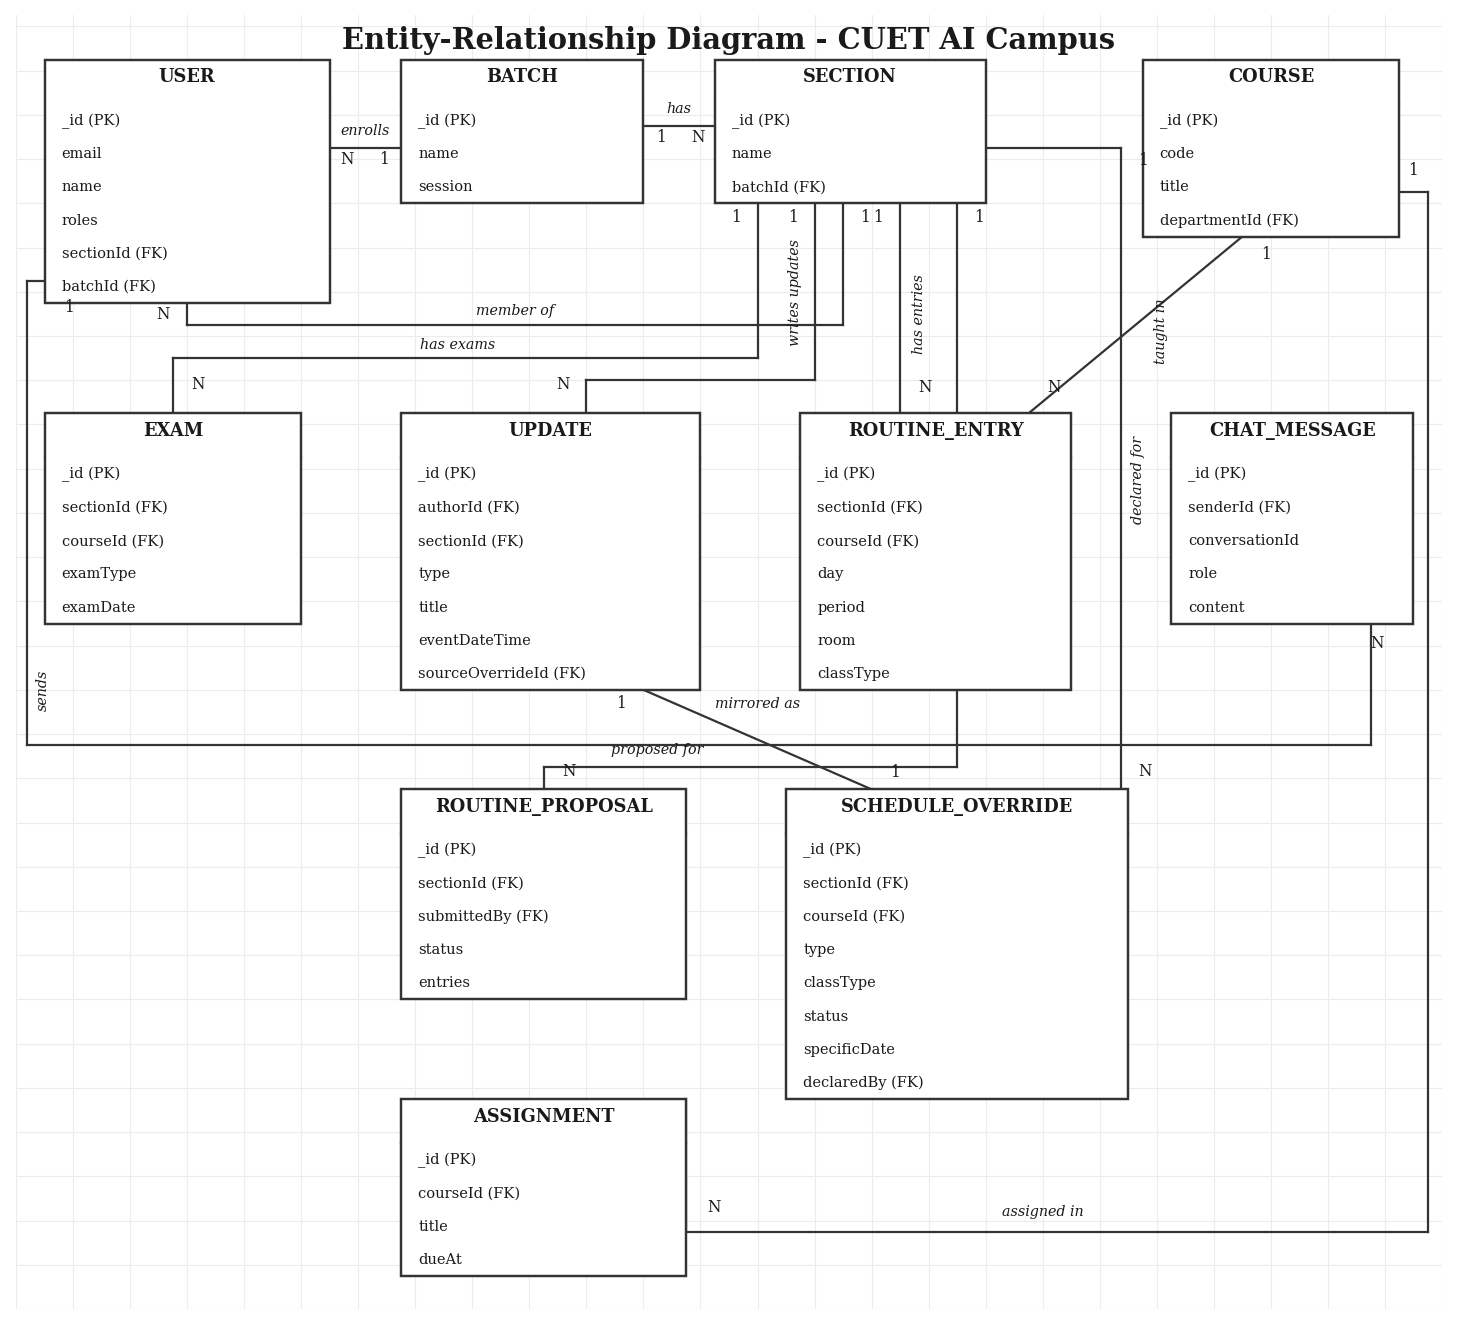 Entity-Relationship Diagram - CUET AI Campus
USER
_id (PK)
email
name
roles
sectionId (FK)
batchId (FK)
enrolls
N
1
BATCH
_id (PK)
name
session
has
1
N
SECTION
_id (PK)
name
batchId (FK)
1
COURSE
_id (PK)
code
title
departmentId (FK)
1
1
1
1
1
1
1
1
N
member of
has exams
writes updates
has entries
taught in
N
N
N
N
EXAM
_id (PK)
sectionId (FK)
courseId (FK)
examType
examDate
UPDATE
_id (PK)
authorId (FK)
sectionId (FK)
type
title
eventDateTime
sourceOverrideId (FK)
ROUTINE_ENTRY
_id (PK)
sectionId (FK)
courseId (FK)
day
period
room
classType
declared for
CHAT_MESSAGE
_id (PK)
senderId (FK)
conversationId
role
content
N
sends
1
mirrored as
proposed for
N
1
N
ROUTINE_PROPOSAL
_id (PK)
sectionId (FK)
submittedBy (FK)
status
entries
SCHEDULE_OVERRIDE
_id (PK)
sectionId (FK)
courseId (FK)
type
classType
status
specificDate
declaredBy (FK)
ASSIGNMENT
_id (PK)
courseId (FK)
title
dueAt
N
assigned in